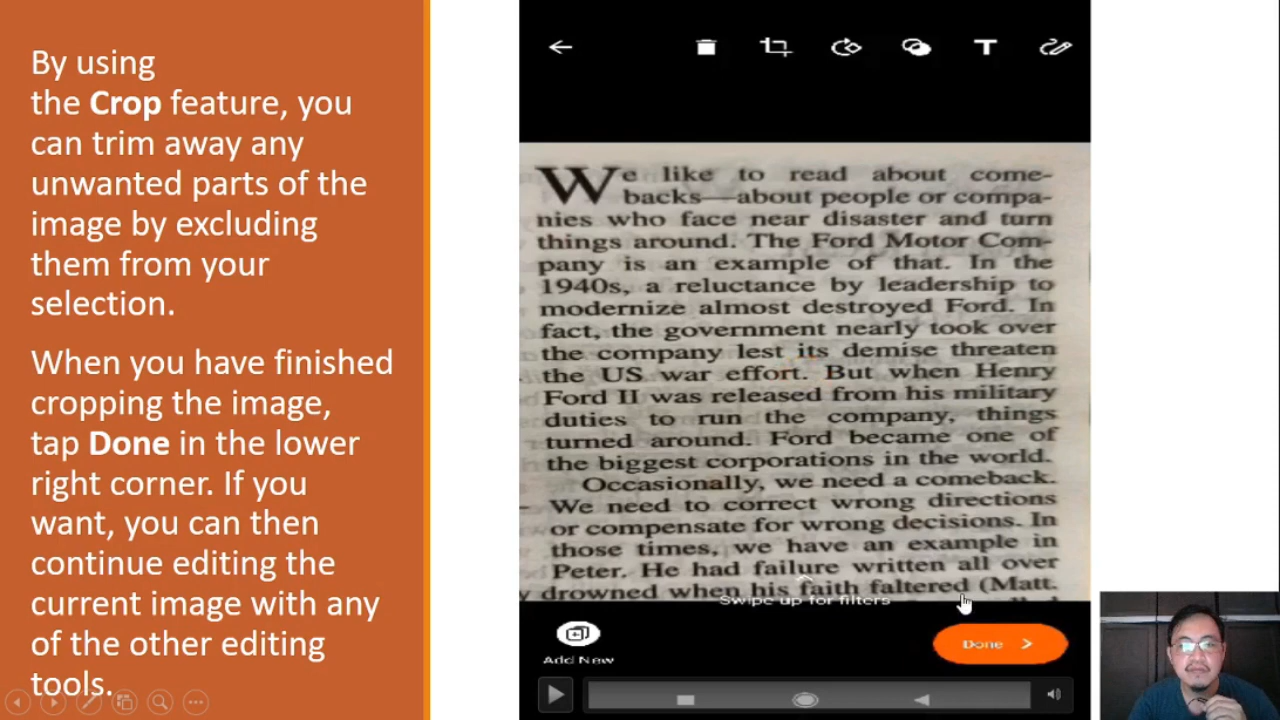 By using
the Crop feature, you
can trim away any
unwanted parts of the
image by excluding
them from your
selection.
When you have finished
cropping the image,
tap Done in the lower
right corner. If you
want, you can then
continue editing the
current image with any
of the other editing
tools.
T
We like to read about come-
backs—about people or compa-
nies who face near disaster and turn
things around. The Ford Motor Com-
pany is an example of that. In the
1940s, a reluctance by leadership to
modernize almost destroyed Ford. In
fact, the government nearly took over
the company lest its demise threaten
the US war effort. But when Henry
Ford II was released from his military
duties to run the company, things
turned around. Ford became one of
the biggest corporations in the world.
Occasionally, we need a comeback.
We need to correct wrong directions
or compensate for wrong decisions. In
those times, we have an example in
Peter. He had failure written all over
drowned when his faith faltered (Matt.
Swipe up for filters
Add New
Done